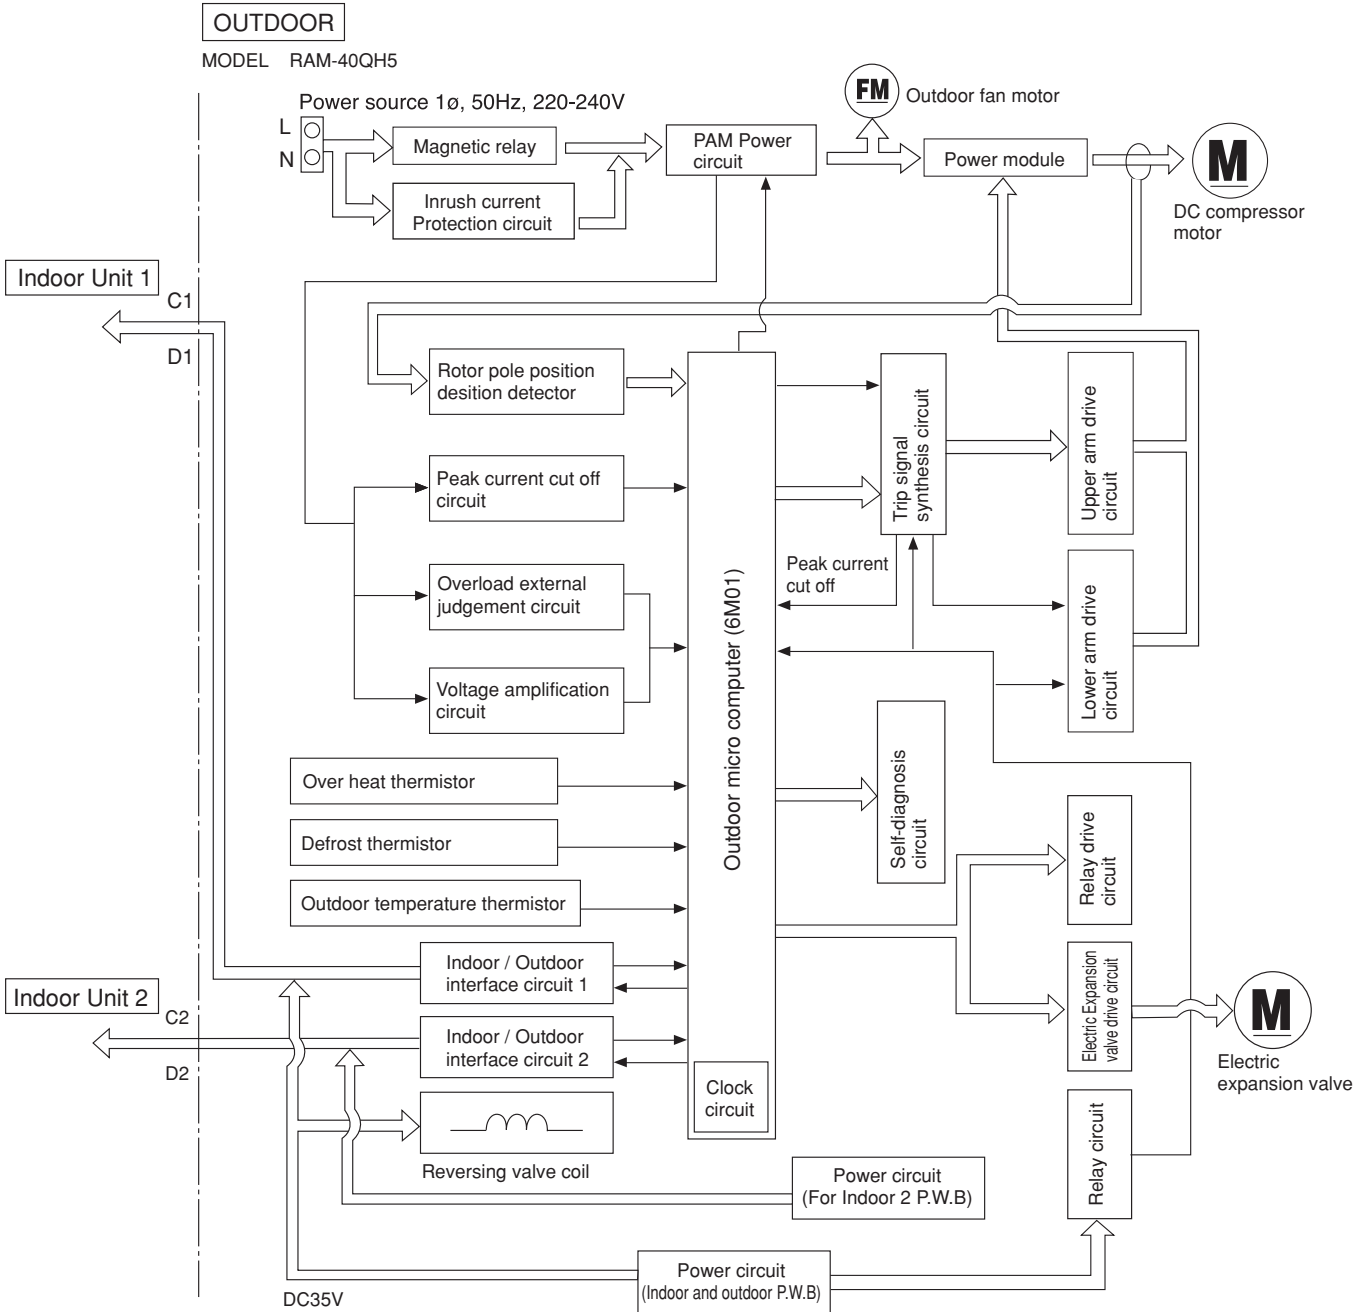 OUTDOOR
MODEL RAM-40QH5
Power source 1ø, 50Hz, 220-240V
L
N
Magnetic relay
Inrush current
Protection circuit
PAM Power
circuit
FM
Outdoor fan motor
Power module
M
DC compressor
motor
Indoor Unit 1
C1
D1
Rotor pole position
desition detector
Peak current cut off
circuit
Overload external
judgement circuit
Voltage amplification
circuit
Over heat thermistor
Defrost thermistor
Outdoor temperature thermistor
Indoor / Outdoor
interface circuit 1
Indoor / Outdoor
interface circuit 2
Reversing valve coil
Indoor Unit 2
C2
D2
Outdoor micro computer (6M01)
Clock
circuit
Trip signal
synthesis circuit
Peak current
cut off
Upper arm drive
circuit
Lower arm drive
circuit
Self-diagnosis
circuit
Relay drive
circuit
Electric Expansion
valve drive circuit
M
Electric
expansion valve
Relay circuit
Power circuit
(For Indoor 2 P.W.B)
Power circuit
(Indoor and outdoor P.W.B)
DC35V